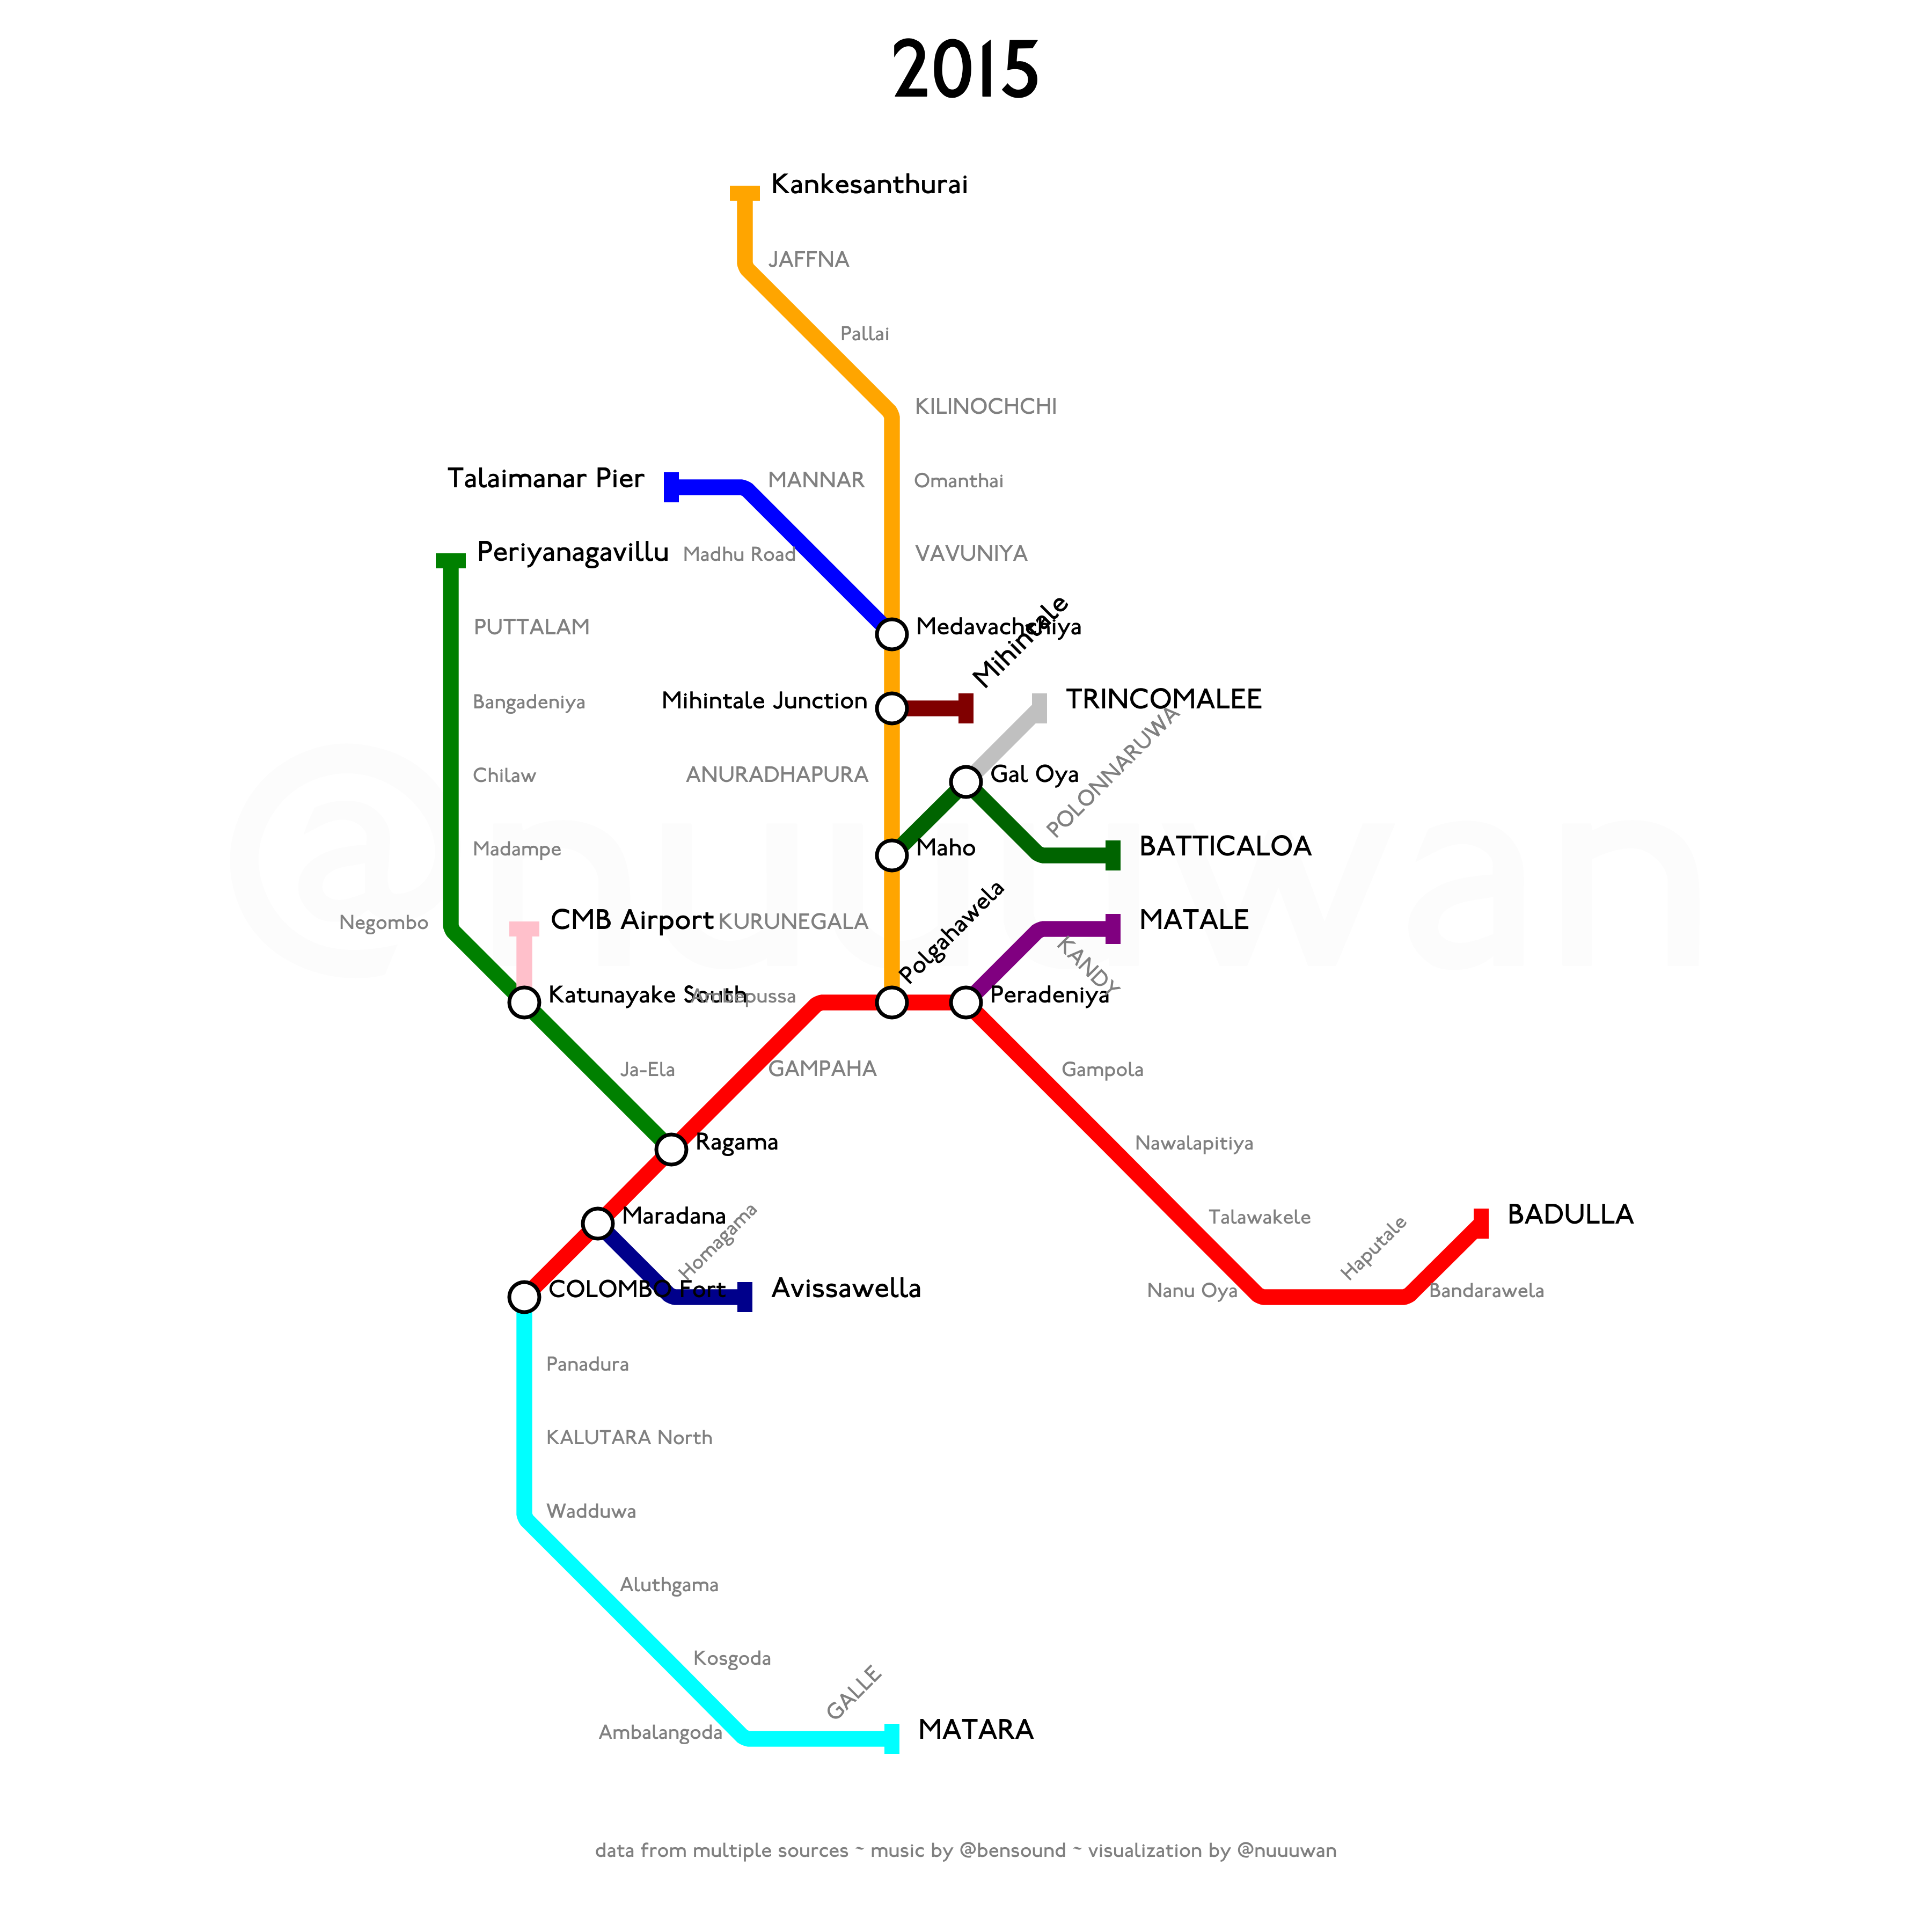 2015
Kankesanthurai
JAFFNA
Pallai
KILINOCHCHI
Talaimanar Pier
MANNAR
Omanthai
Periyanagavillu
Madhu Road
VAVUNIYA
PUTTALAM
Medavachchiya
Mihintale
Bangadeniya
Mihintale Junction
TRINCOMALEE
Chilaw
ANURADHAPURA
Gal Oya
POLONNARUWA
Madampe
Maho
BATTICALOA
@nuuuwan
Negombo
CMB Airport
KURUNEGALA
Polgahawela
MATALE
KANDY
Katunayake South
Ambepussa
Peradeniya
Ja-Ela
GAMPAHA
Gampola
Ragama
Nawalapitiya
Maradana
Homagama
Talawakele
Haputale
BADULLA
COLOMBO Fort
Avissawella
Nanu Oya
Bandarawela
Panadura
KALUTARA North
Wadduwa
Aluthgama
Kosgoda
GALLE
Ambalangoda
MATARA
data from multiple sources ~ music by @bensound ~ visualization by @nuuuwan